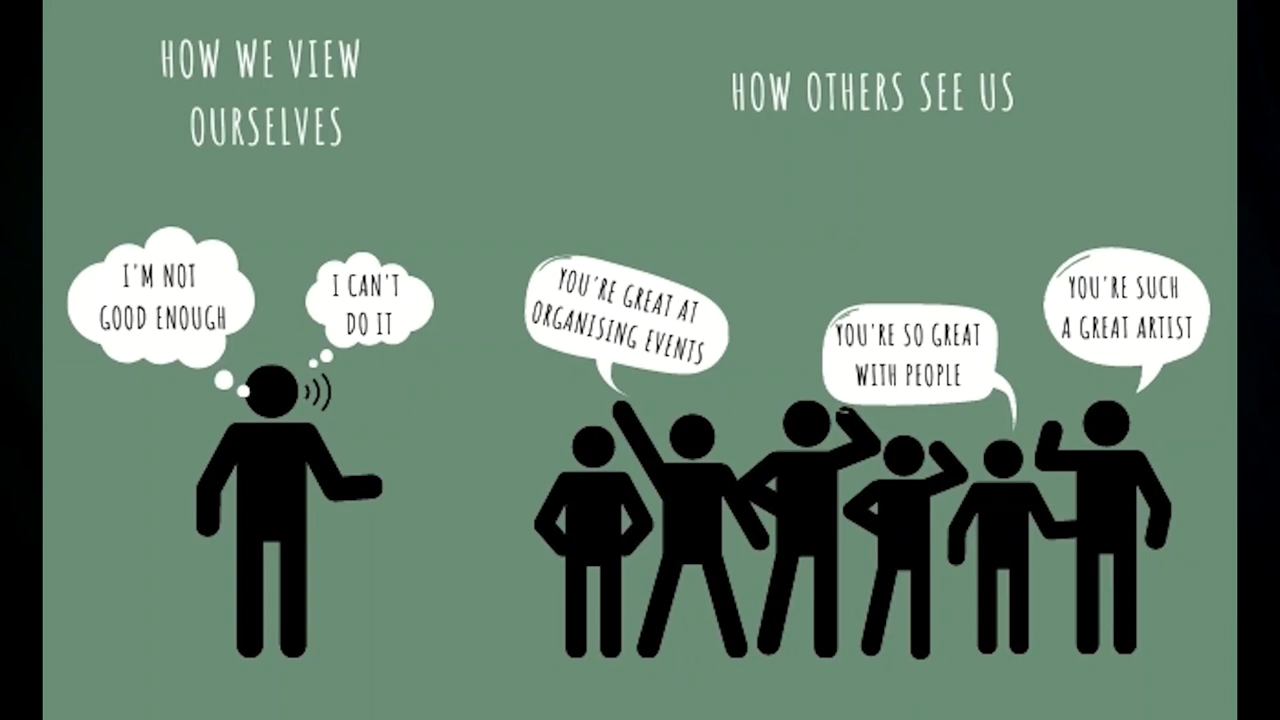 HOW WE VIEW
OURSELVES
I'M NOT
GOOD ENOUGH
I CAN'T
DO IT
HOW OTHERS SEE US
YOU'RE GREAT AT
ORGANISING EVENTS
YOU'RE SO GREAT
WITH PEOPLE
YOU'RE SUCH
A GREAT ARTIST